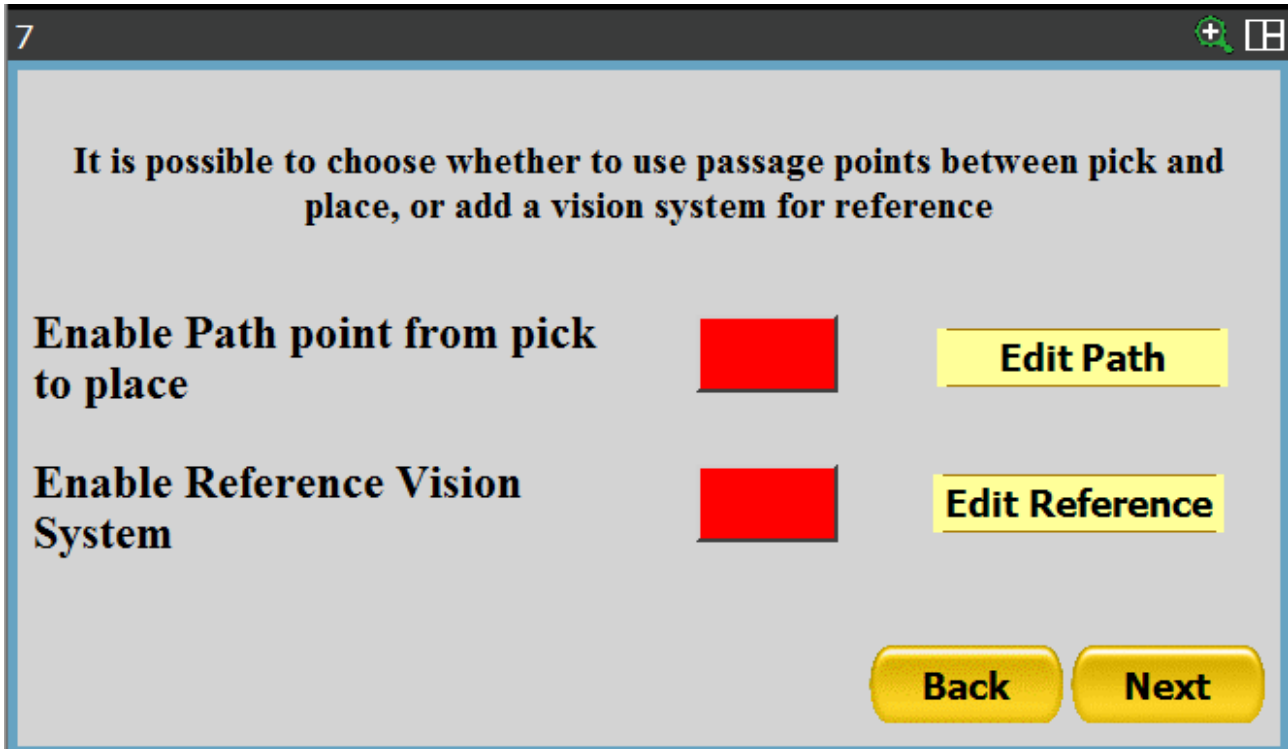 7
It is possible to choose whether to use passage points between pick and
place, or add a vision system for reference
Enable Path point from pick
to place
Edit Path
Enable Reference Vision
System
Edit Reference
Back
Next